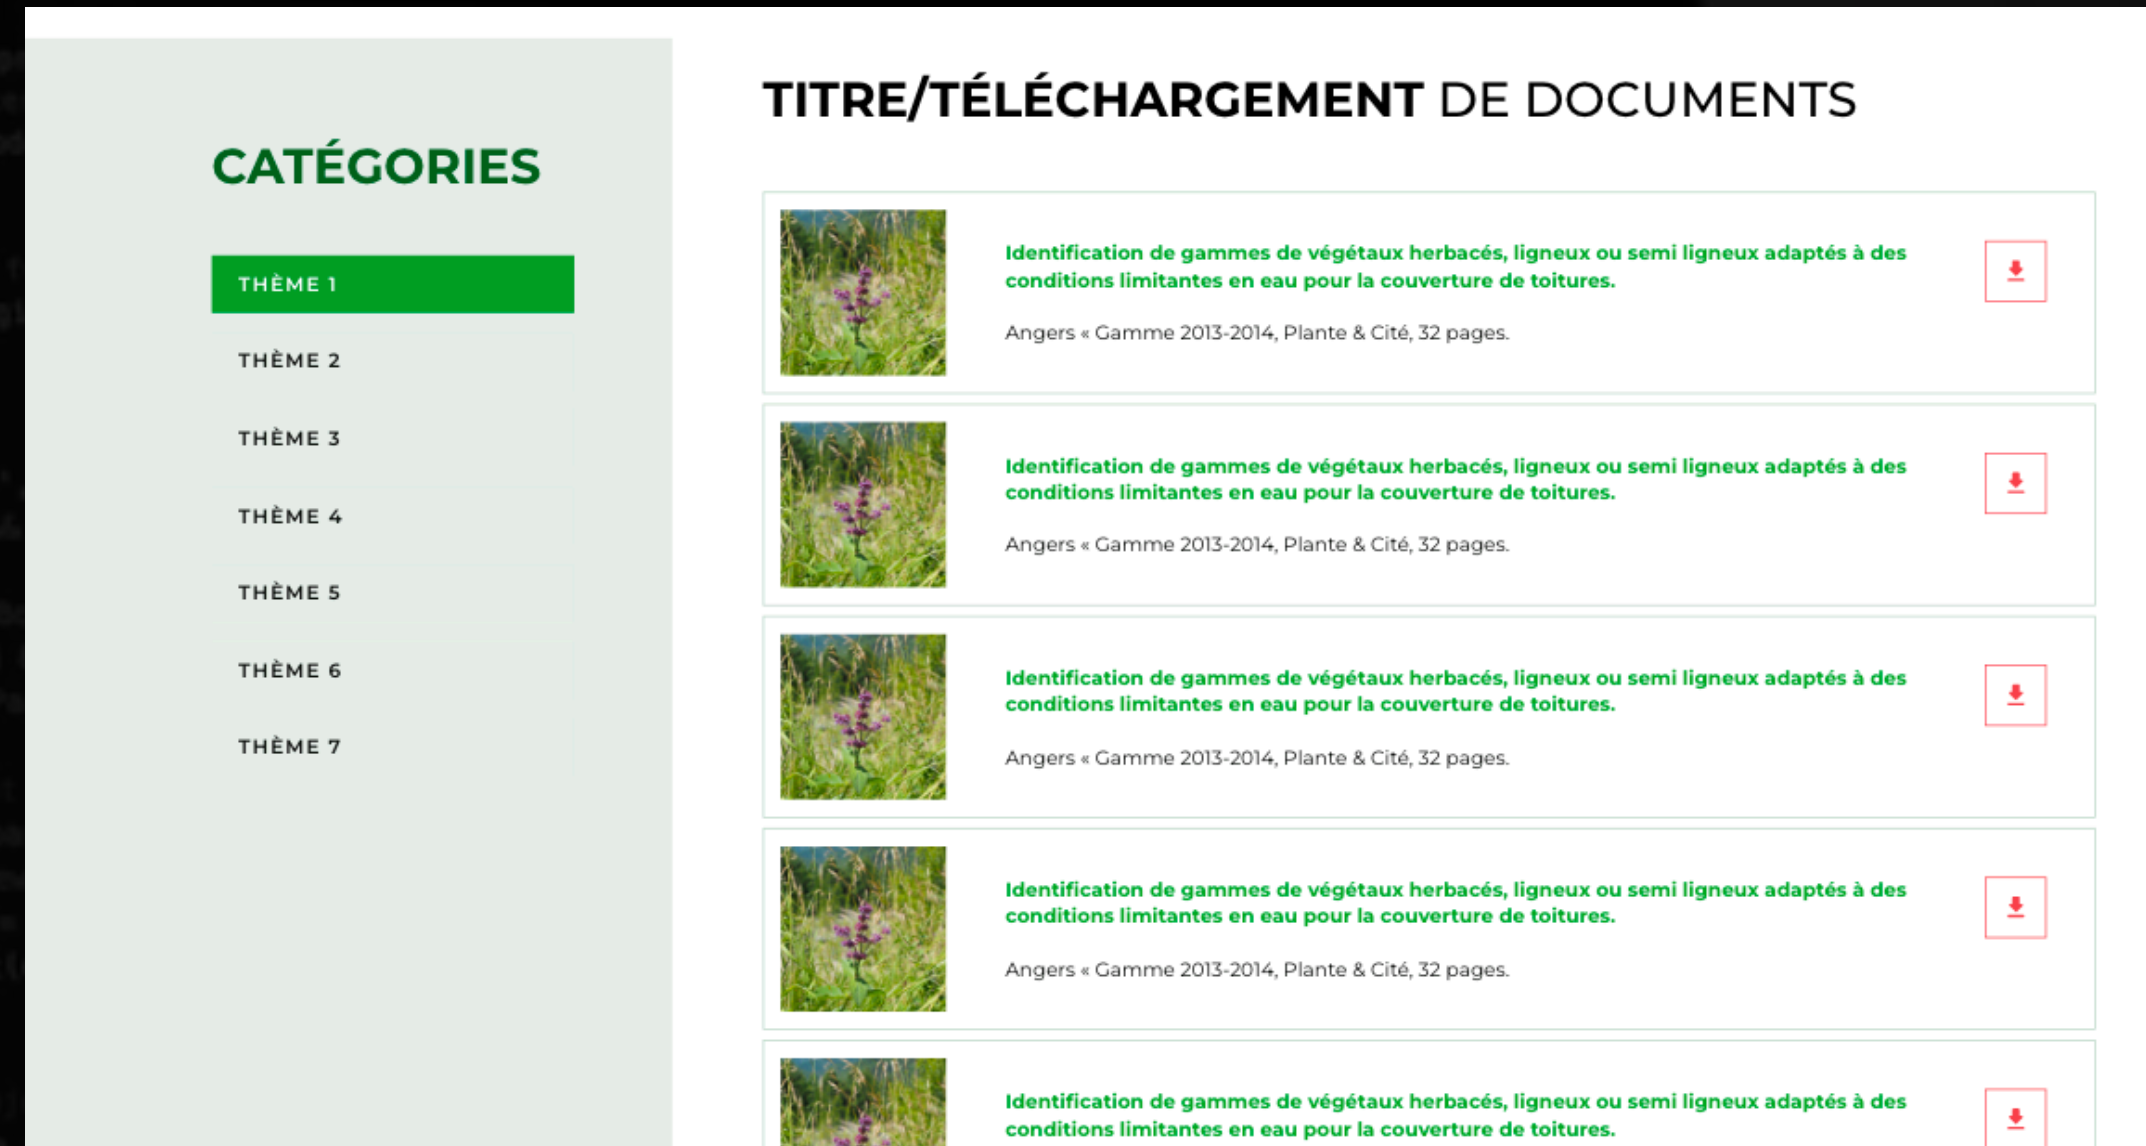 CATÉGORIES
THÈME 1
THÈME 2
THÈME 3
THÈME 4
THÈME 5
THÈME 6
THÈME 7
TITRE/TÉLÉCHARGEMENT DE DOCUMENTS
Identification de gammes de végétaux herbacés, ligneux ou semi ligneux adaptés à des
conditions limitantes en eau pour la couverture de toitures.
Angers « Gamme 2013-2014, Plante & Cité, 32 pages.
Identification de gammes de végétaux herbacés, ligneux ou semi ligneux adaptés à des
conditions limitantes en eau pour la couverture de toitures.
Angers « Gamme 2013-2014, Plante & Cité, 32 pages.
Identification de gammes de végétaux herbacés, ligneux ou semi ligneux adaptés à des
conditions limitantes en eau pour la couverture de toitures.
Angers « Gamme 2013-2014, Plante & Cité, 32 pages.
Identification de gammes de végétaux herbacés, ligneux ou semi ligneux adaptés à des
conditions limitantes en eau pour la couverture de toitures.
Angers « Gamme 2013-2014, Plante & Cité, 32 pages.
Identification de gammes de végétaux herbacés, ligneux ou semi ligneux adaptés à des
conditions limitantes en eau pour la couverture de toitures.